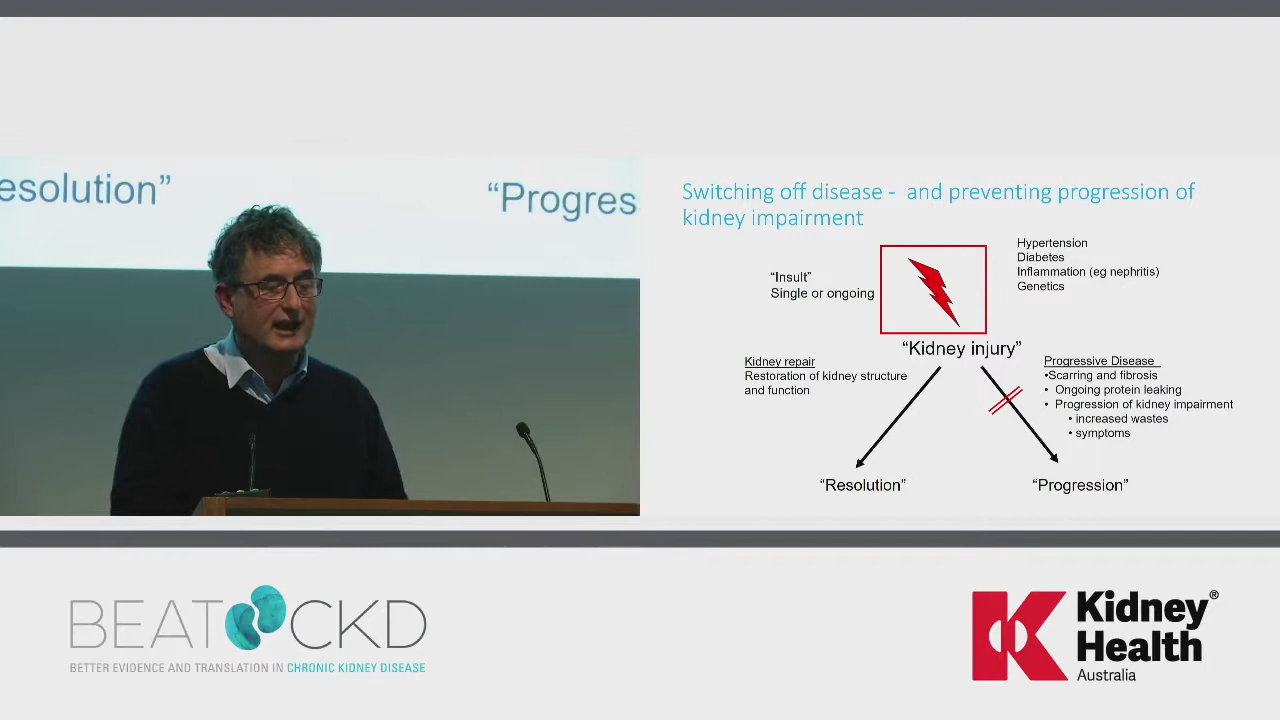 esolution”
“Progres
Switching off disease - and preventing progression of
kidney impairment
Hypertension
Diabetes
Inflammation (eg nephritis)
Genetics
“Insult”
Single or ongoing
“Kidney injury”
Kidney repair
Restoration of kidney structure
and function
Progressive Disease
•Scarring and fibrosis
• Ongoing protein leaking
• Progression of kidney impairment
• increased wastes
• symptoms
“Resolution”
“Progression”
BEAT CKD
BETTER EVIDENCE AND TRANSLATION IN CHRONIC KIDNEY DISEASE
Kidney®
Health
Australia